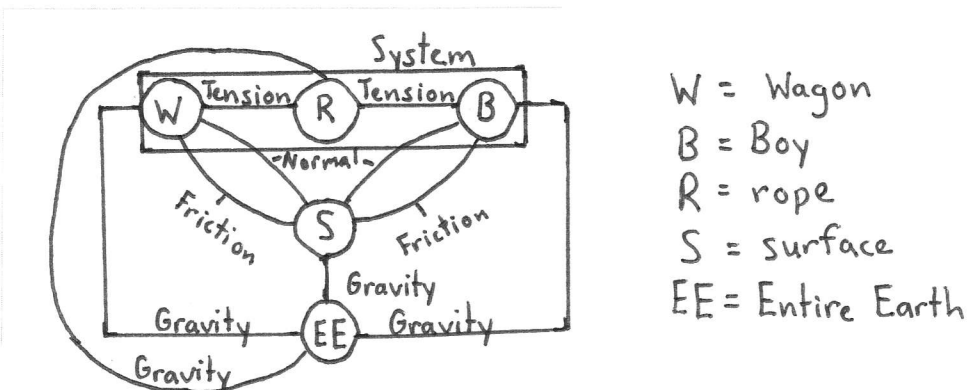 System
W Tension R Tension B
-Normal-
Friction S Friction
Gravity
Gravity EE Gravity
Gravity
W = Wagon
B = Boy
R = rope
S = surface
EE = Entire Earth